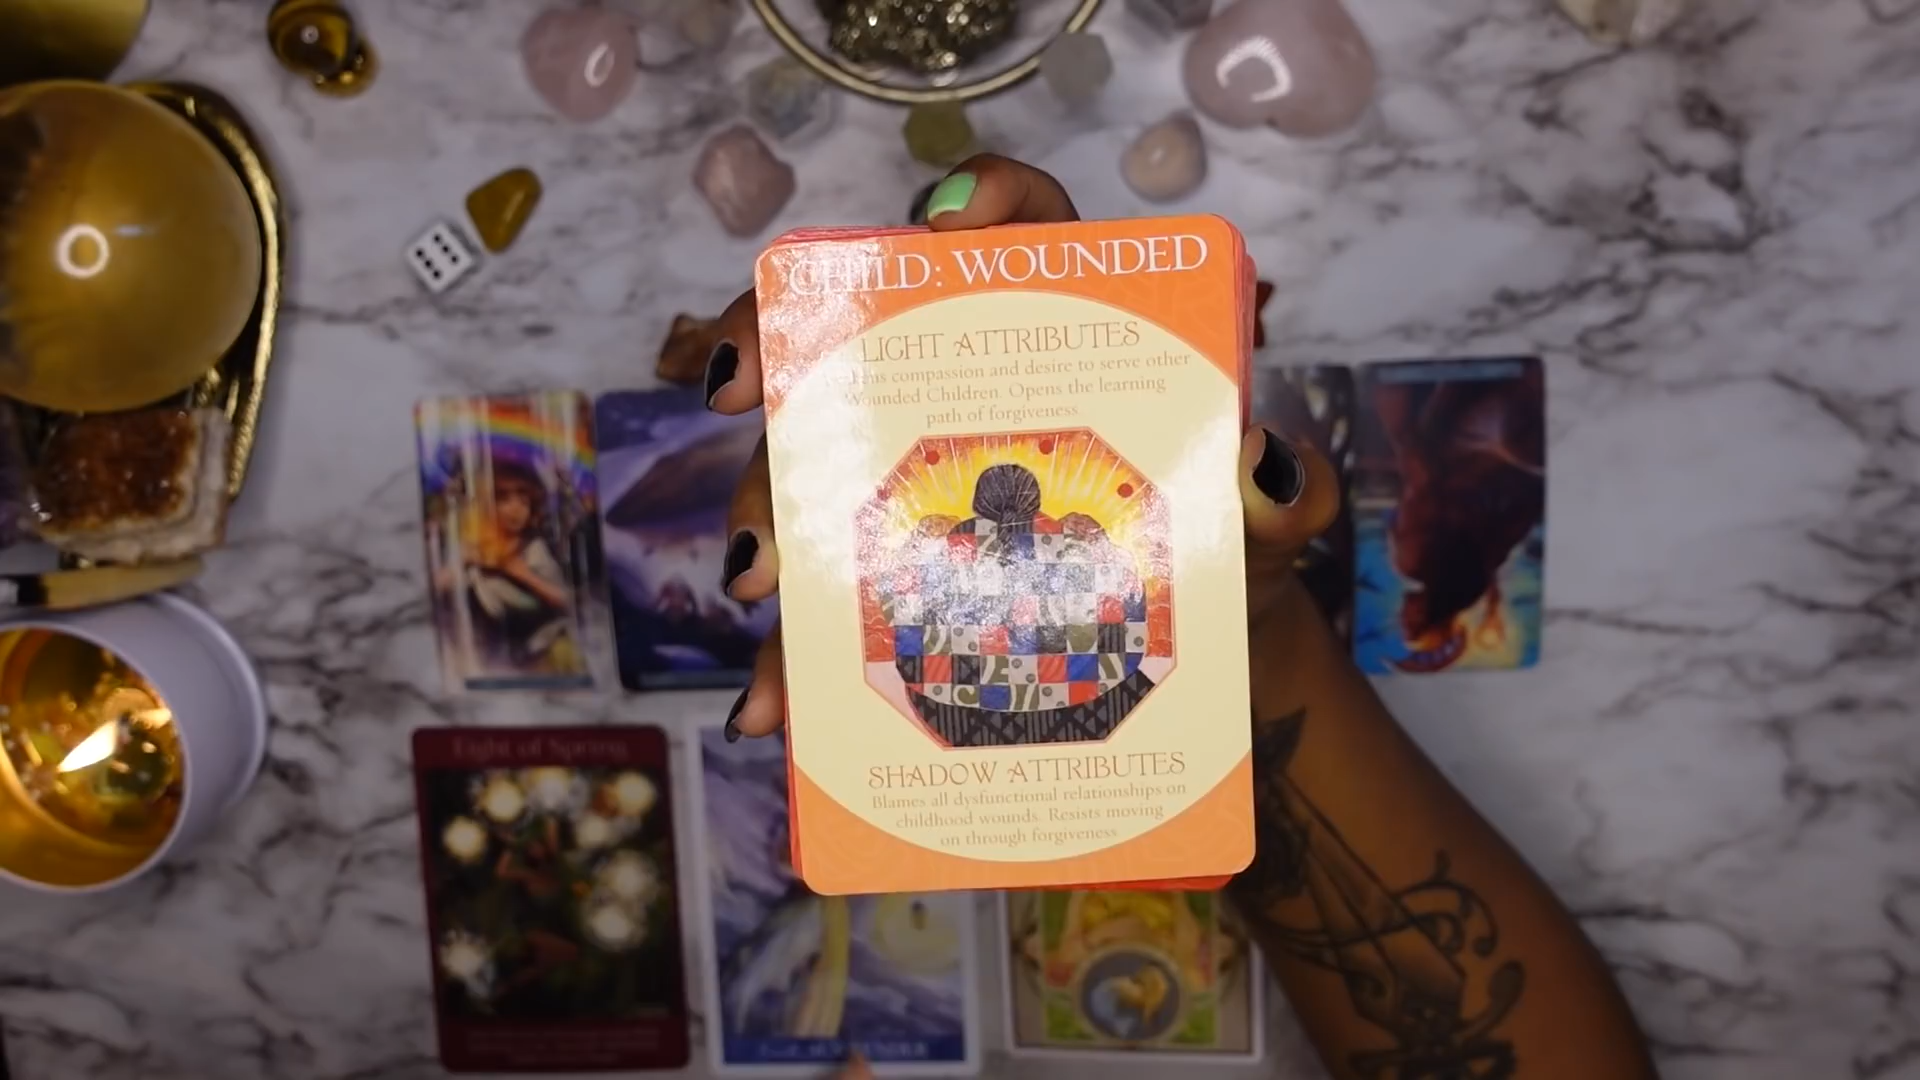 CHILD: WOUNDED
LIGHT ATTRIBUTES
compassion and desire to serve other
Wounded Children. Opens the learning
path of forgiveness.
SHADOW ATTRIBUTES
Blames all dysfunctional relationships on
childhood wounds. Resists moving
on through forgiveness
Eight of Spring
SURRENDER